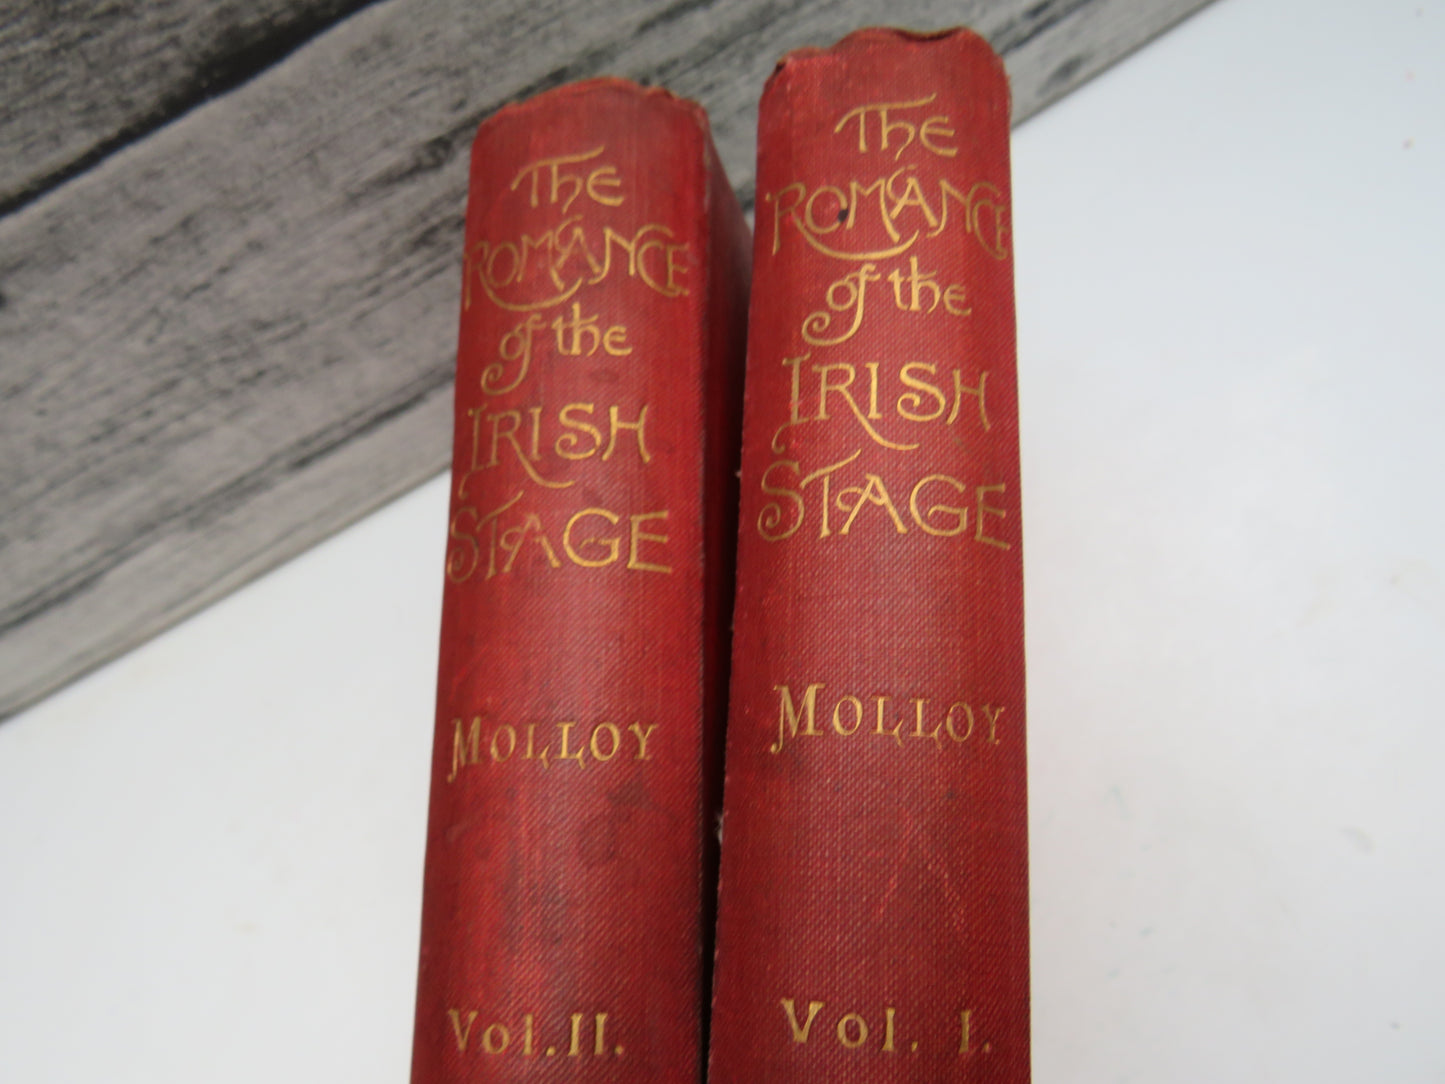 The
Romance
of the
Irish
Stage
Molloy
Vol. II.
The
Romance
of the
Irish
Stage
Molloy
Vol. I.